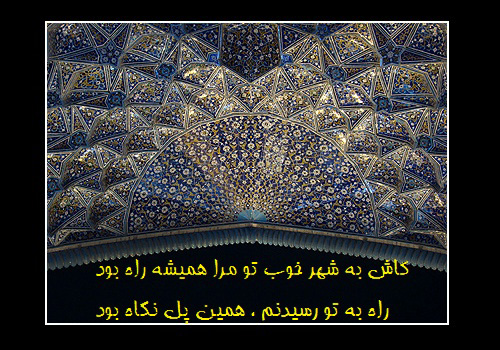 کاش به شهر خوب تو مرا همیشه راه بود
راه به تو رسیدنم ، همین پل نگاه بود